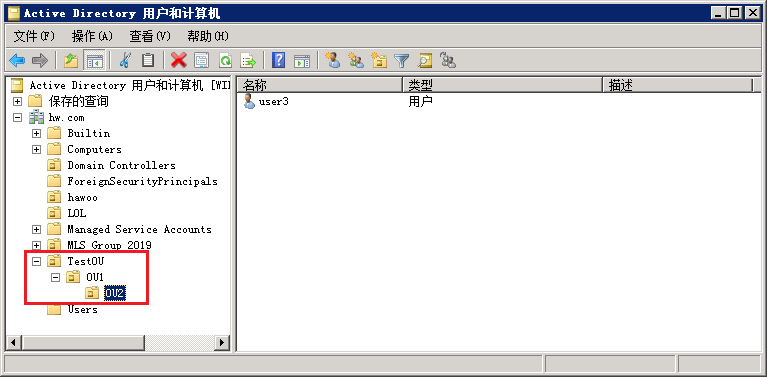 Active Directory 用户和计算机
文件(F) 操作(A) 查看(V) 帮助(H)
Active Directory 用户和计算机 [WI
保存的查询
hw.com
Builtin
Computers
Domain Controllers
ForeignSecurityPrincipals
hawoo
LOL
Managed Service Accounts
MLS Group 2019
TestOU
OU1
OU2
Users
名称 类型 描述
user3 用户